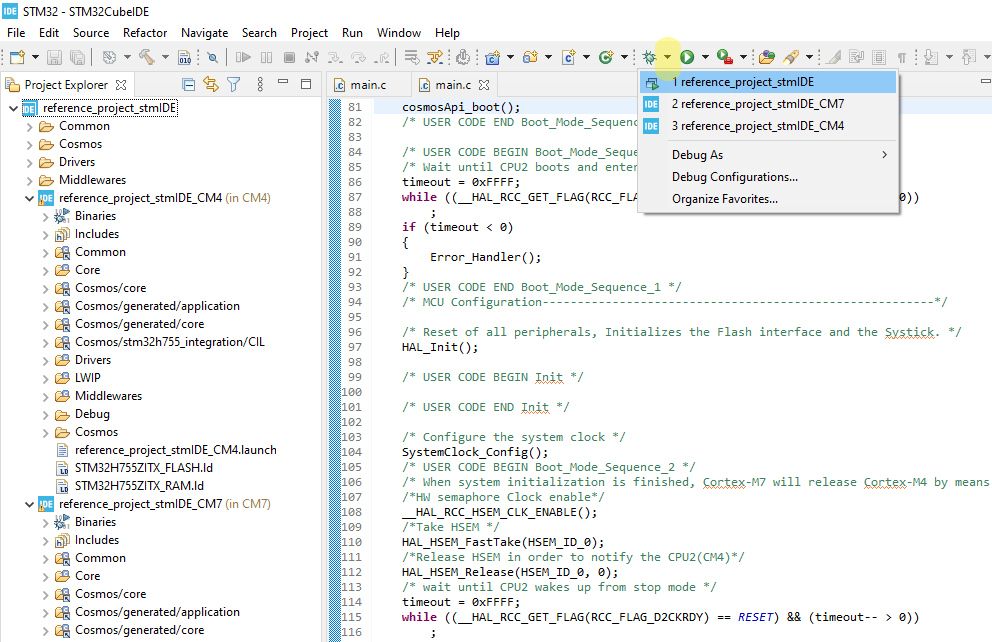 IDE STM32 - STM32CubeIDE
File Edit Source Refactor Navigate Search Project Run Window Help
010
Project Explorer
main.c
main.c
IDE reference_project_stmIDE
Common
Cosmos
Drivers
Middlewares
IDE reference_project_stmIDE_CM4 (in CM4)
Binaries
Includes
Common
Core
Cosmos/core
Cosmos/generated/application
Cosmos/generated/core
Cosmos/stm32h755_integration/CIL
Drivers
LWIP
Middlewares
Debug
Cosmos
reference_project_stmIDE_CM4.launch
STM32H755ZITX_FLASH.ld
STM32H755ZITX_RAM.ld
IDE reference_project_stmIDE_CM7 (in CM7)
Binaries
Includes
Common
Core
Cosmos/core
Cosmos/generated/application
Cosmos/generated/core
81 cosmosApi_boot();
82 /* USER CODE END Boot_Mode_Sequenc
83
84 /* USER CODE BEGIN Boot_Mode_Seque
85 /* Wait until CPU2 boots and enter
86 timeout = 0xFFFF;
87 while ((__HAL_RCC_GET_FLAG(RCC_FLA 0))
88 ;
89 if (timeout < 0)
90 {
91 Error_Handler();
92 }
93 /* USER CODE END Boot_Mode_Sequence_1 */
94 /* MCU Configuration--------------------------------------------------------*/
95
96 /* Reset of all peripherals, Initializes the Flash interface and the Systick. */
97 HAL_Init();
98
99 /* USER CODE BEGIN Init */
100
101 /* USER CODE END Init */
102
103 /* Configure the system clock */
104 SystemClock_Config();
105 /* USER CODE BEGIN Boot_Mode_Sequence_2 */
106 /* When system initialization is finished, Cortex-M7 will release Cortex-M4 by means
107 /*HW semaphore Clock enable*/
108 __HAL_RCC_HSEM_CLK_ENABLE();
109 /*Take HSEM */
110 HAL_HSEM_FastTake(HSEM_ID_0);
111 /*Release HSEM in order to notify the CPU2(CM4)*/
112 HAL_HSEM_Release(HSEM_ID_0, 0);
113 /* wait until CPU2 wakes up from stop mode */
114 timeout = 0xFFFF;
115 while ((__HAL_RCC_GET_FLAG(RCC_FLAG_D2CKRDY) == RESET) && (timeout-- > 0))
116 ;
1 reference_project_stmIDE
IDE 2 reference_project_stmIDE_CM7
IDE 3 reference_project_stmIDE_CM4
Debug As
Debug Configurations...
Organize Favorites...